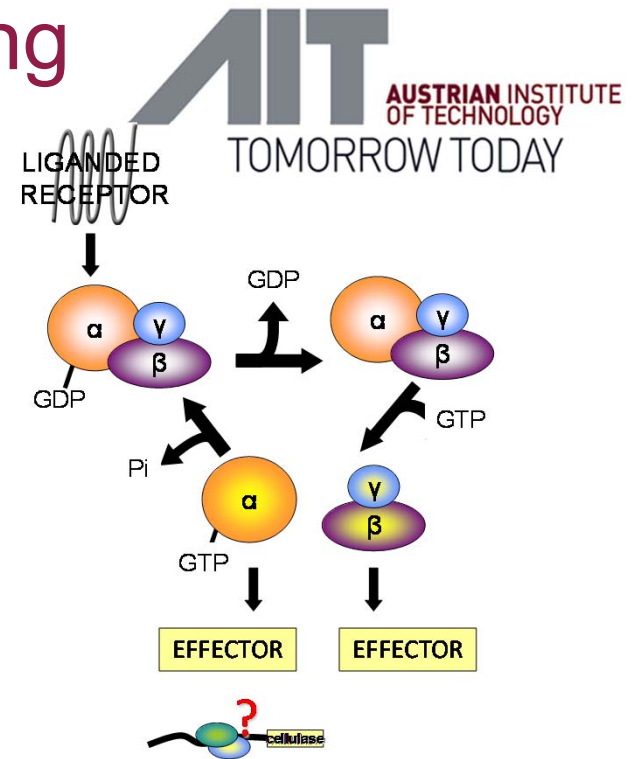 ng
AUSTRIAN INSTITUTE
OF TECHNOLOGY
AIT
TOMORROW TODAY
LIGANDED
RECEPTOR
GDP
α
γ
β
GDP
α
γ
β
GTP
Pi
α
GTP
γ
β
EFFECTOR
EFFECTOR
?
cellulase